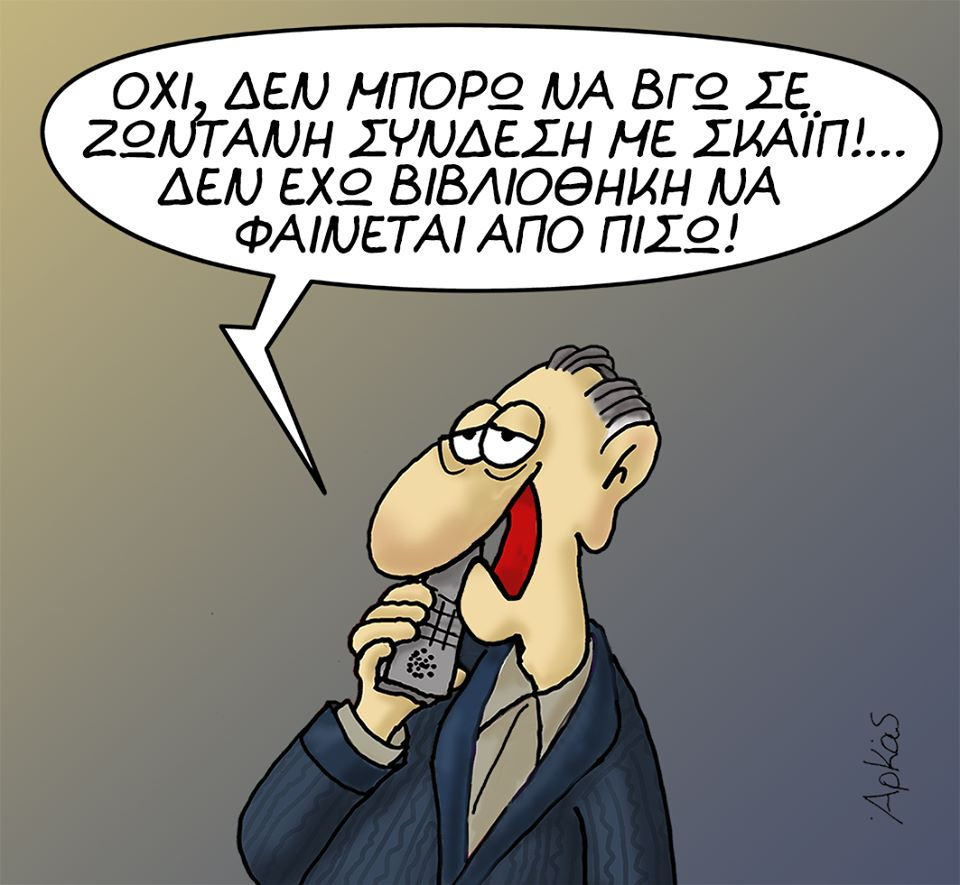 ΟΧΙ, ΔΕΝ ΜΠΟΡΩ ΝΑ ΒΓΩ ΣΕ
ΖΩΝΤΑΝΗ ΣΥΝΔΕΣΗ ΜΕ ΣΚΑΪΠ!...
ΔΕΝ ΕΧΩ ΒΙΒΛΙΟΘΗΚΗ ΝΑ
ΦΑΙΝΕΤΑΙ ΑΠΟ ΠΙΣΩ!
Αρκάς